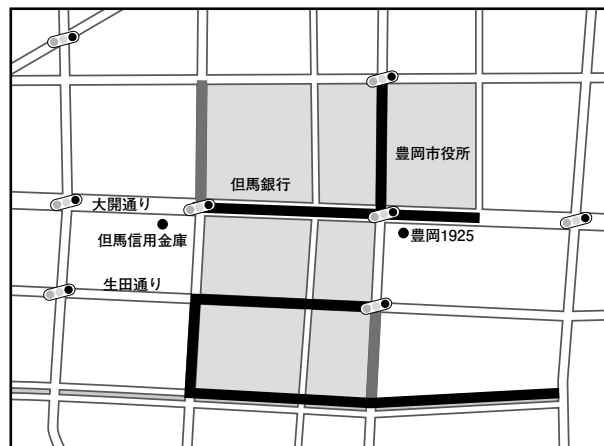 豊岡市役所
但馬銀行
大開通り
豊岡1925
但馬信用金庫
生田通り